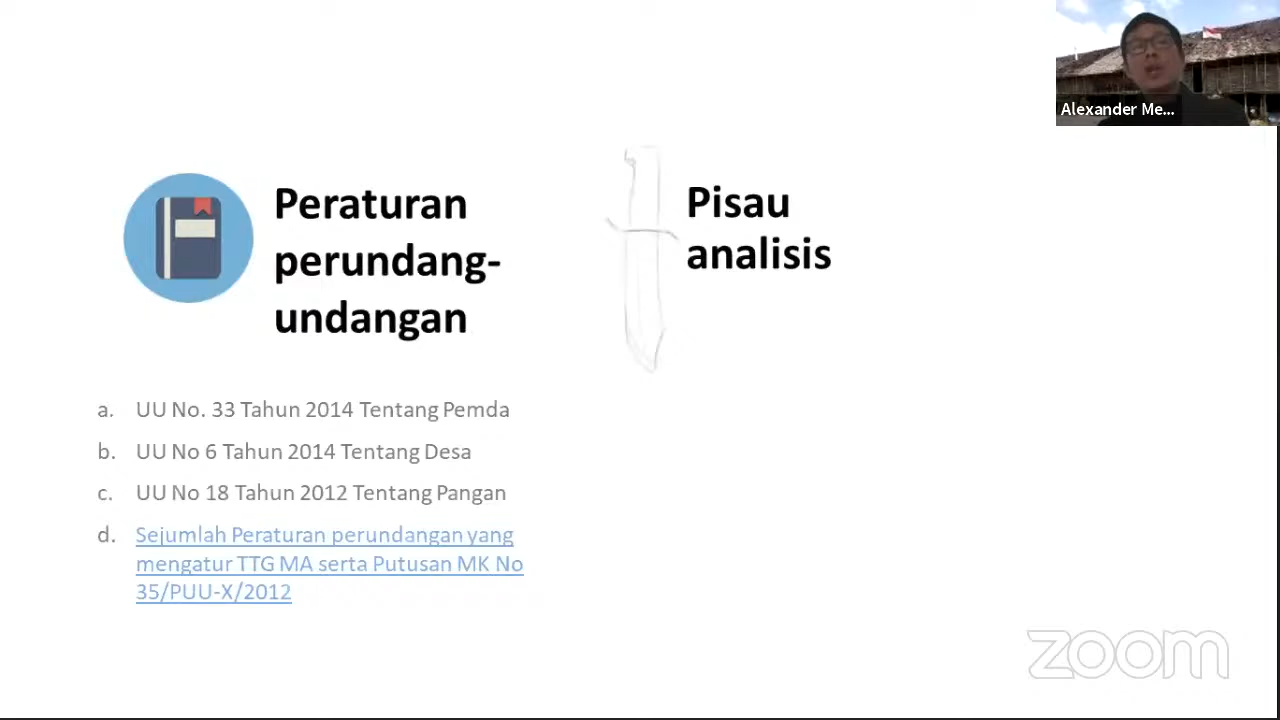 Alexander Me...
Peraturan
perundang-
undangan
Pisau
analisis
a. UU No. 33 Tahun 2014 Tentang Pemda
b. UU No 6 Tahun 2014 Tentang Desa
c. UU No 18 Tahun 2012 Tentang Pangan
d. Sejumlah Peraturan perundangan yang
mengatur TTG MA serta Putusan MK No
35/PUU-X/2012
zoom